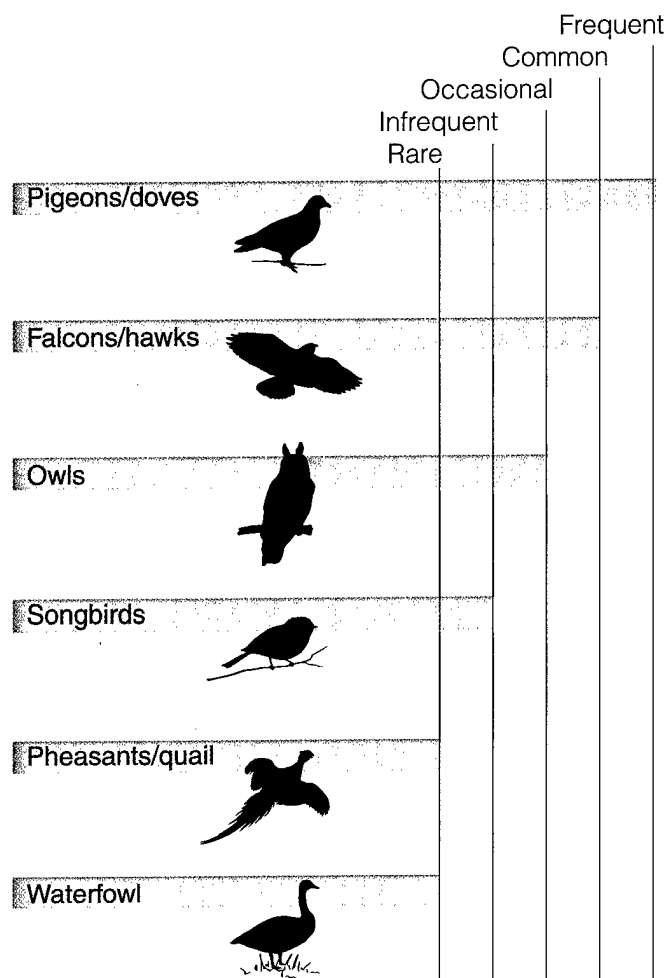 Frequent
Common
Occasional
Infrequent
Rare
Pigeons/doves
Falcons/hawks
Owls
Songbirds
Pheasants/quail
Waterfowl